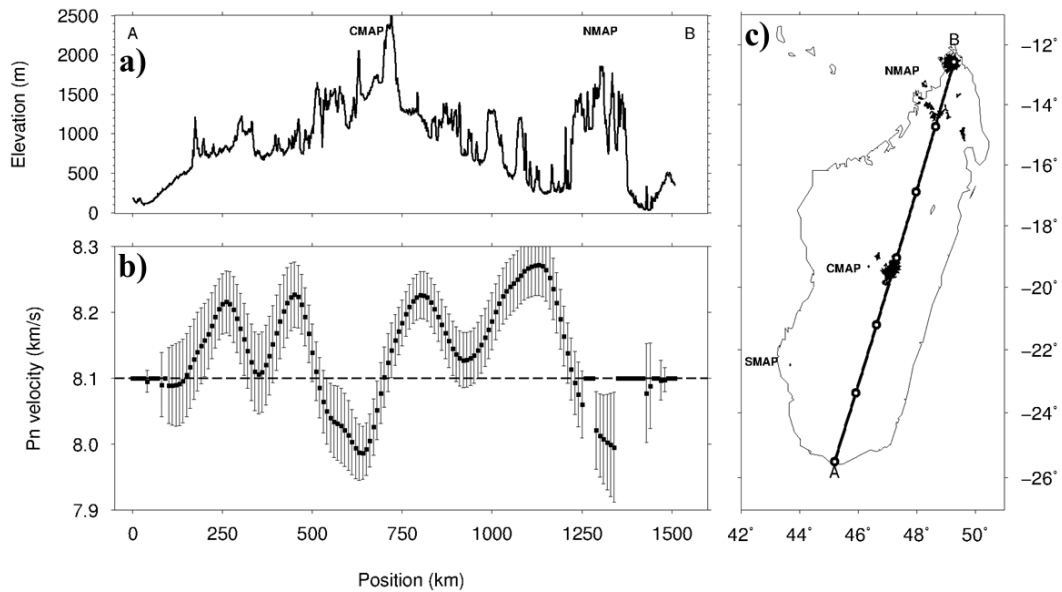 a)
A
CMAP
NMAP
B
Elevation (m)
2500
2000
1500
1000
500
0
b)
Pn velocity (km/s)
8.3
8.2
8.1
8.0
7.9
0 250 500 750 1000 1250 1500
Position (km)
c)
B
NMAP
CMAP
SMAP
A
−12°
−14°
−16°
−18°
−19°
−20°
−22°
−24°
−26°
42° 44° 46° 48° 50°